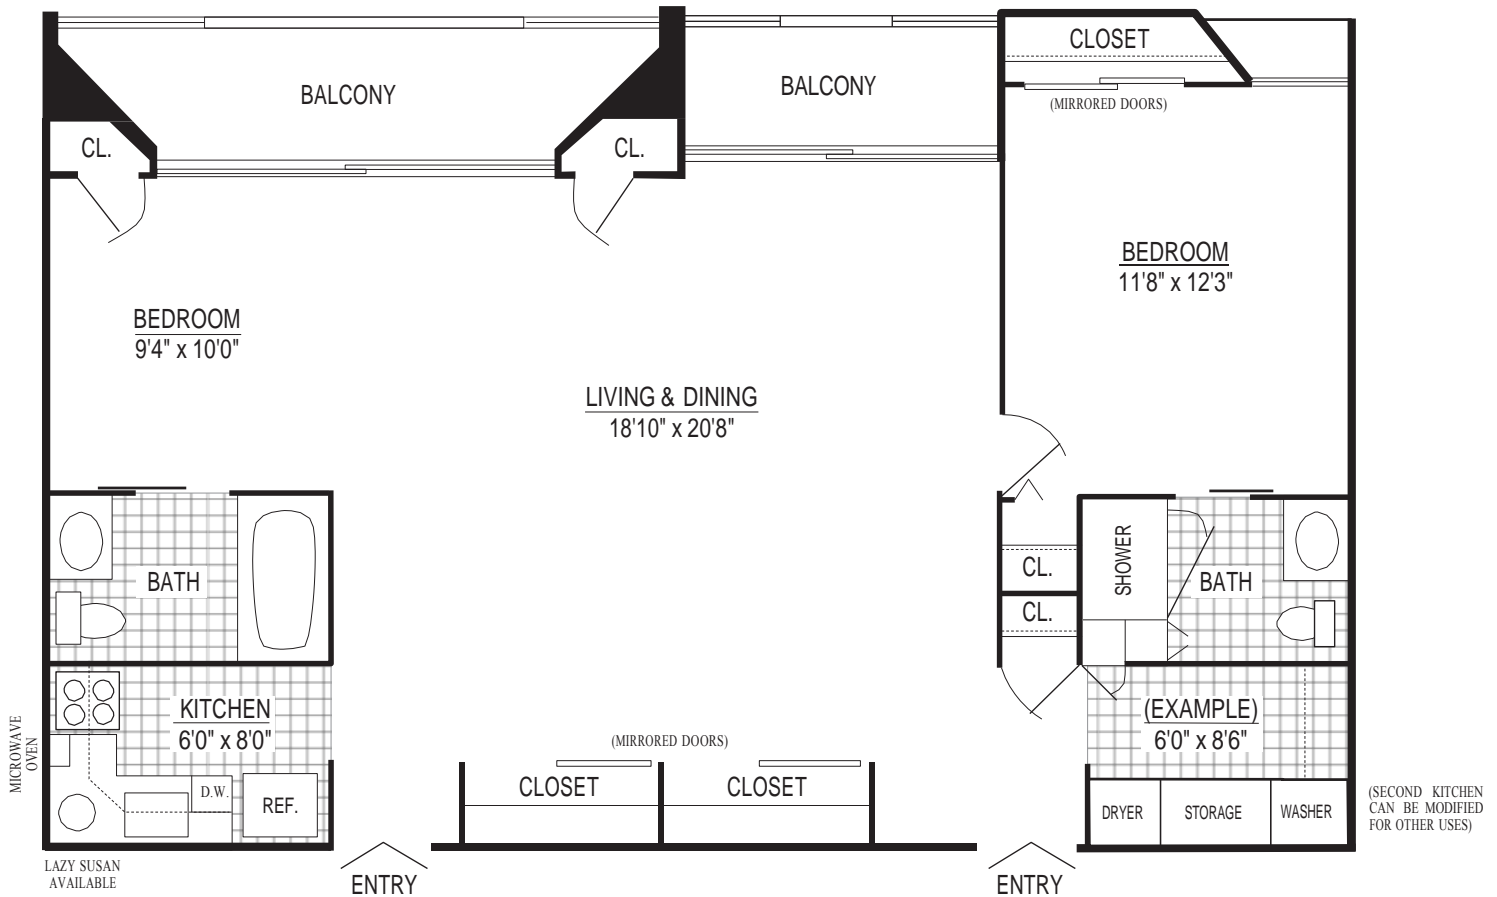 CLOSET
BALCONY
BALCONY
(MIRRORED DOORS)
CL.
CL.
BEDROOM
11'8" x 12'3"
BEDROOM
9'4" x 10'0"
LIVING & DINING
18'10" x 20'8"
BATH
SHOWER
CL.
CL.
BATH
KITCHEN
6'0" x 8'0"
MICROWAVE
OVEN
D.W.
REF.
(MIRRORED DOORS)
CLOSET
CLOSET
(EXAMPLE)
6'0" x 8'6"
DRYER
STORAGE
WASHER
(SECOND KITCHEN
CAN BE MODIFIED
FOR OTHER USES)
LAZY SUSAN
AVAILABLE
ENTRY
ENTRY